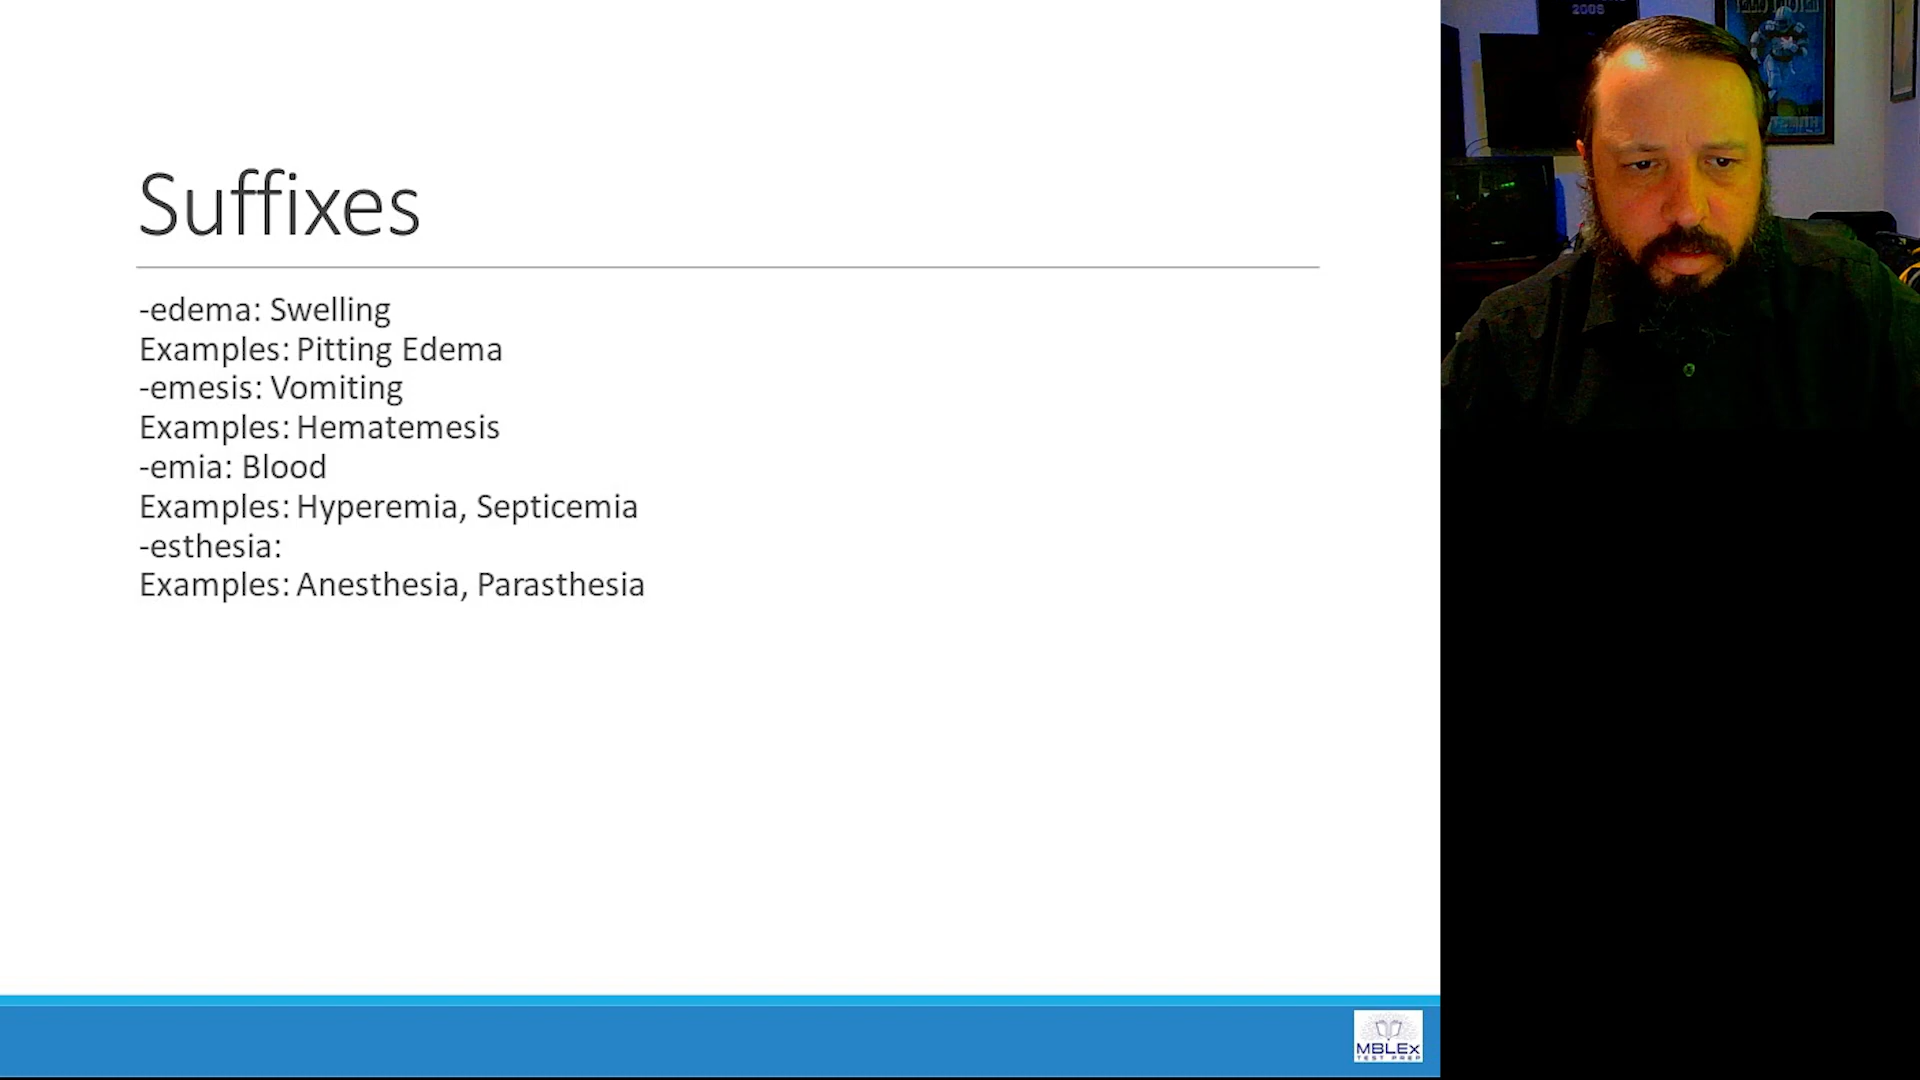 Suffixes
-edema: Swelling
Examples: Pitting Edema
-emesis: Vomiting
Examples: Hematemesis
-emia: Blood
Examples: Hyperemia, Septicemia
-esthesia:
Examples: Anesthesia, Parasthesia
MBLEx
TEST PREP
2006